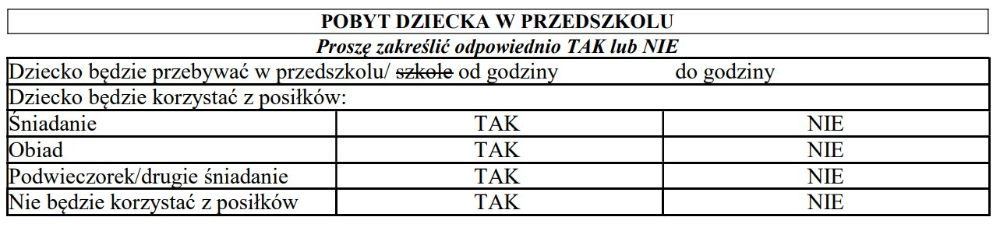 POBYT DZIECKA W PRZEDSZKOLU
Proszę zakreślić odpowiednio TAK lub NIE
Dziecko będzie przebywać w przedszkolu/ szkole od godziny do godziny
Dziecko będzie korzystać z posiłków:
Śniadanie TAK NIE
Obiad TAK NIE
Podwieczorek/drugie śniadanie TAK NIE
Nie będzie korzystać z posiłków TAK NIE